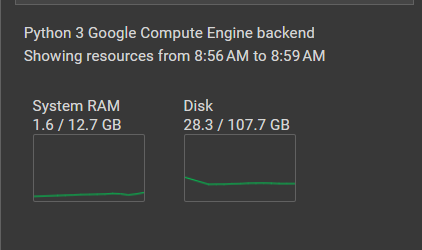 Python 3 Google Compute Engine backend
Showing resources from 8:56 AM to 8:59 AM
System RAM
1.6 / 12.7 GB
Disk
28.3 / 107.7 GB